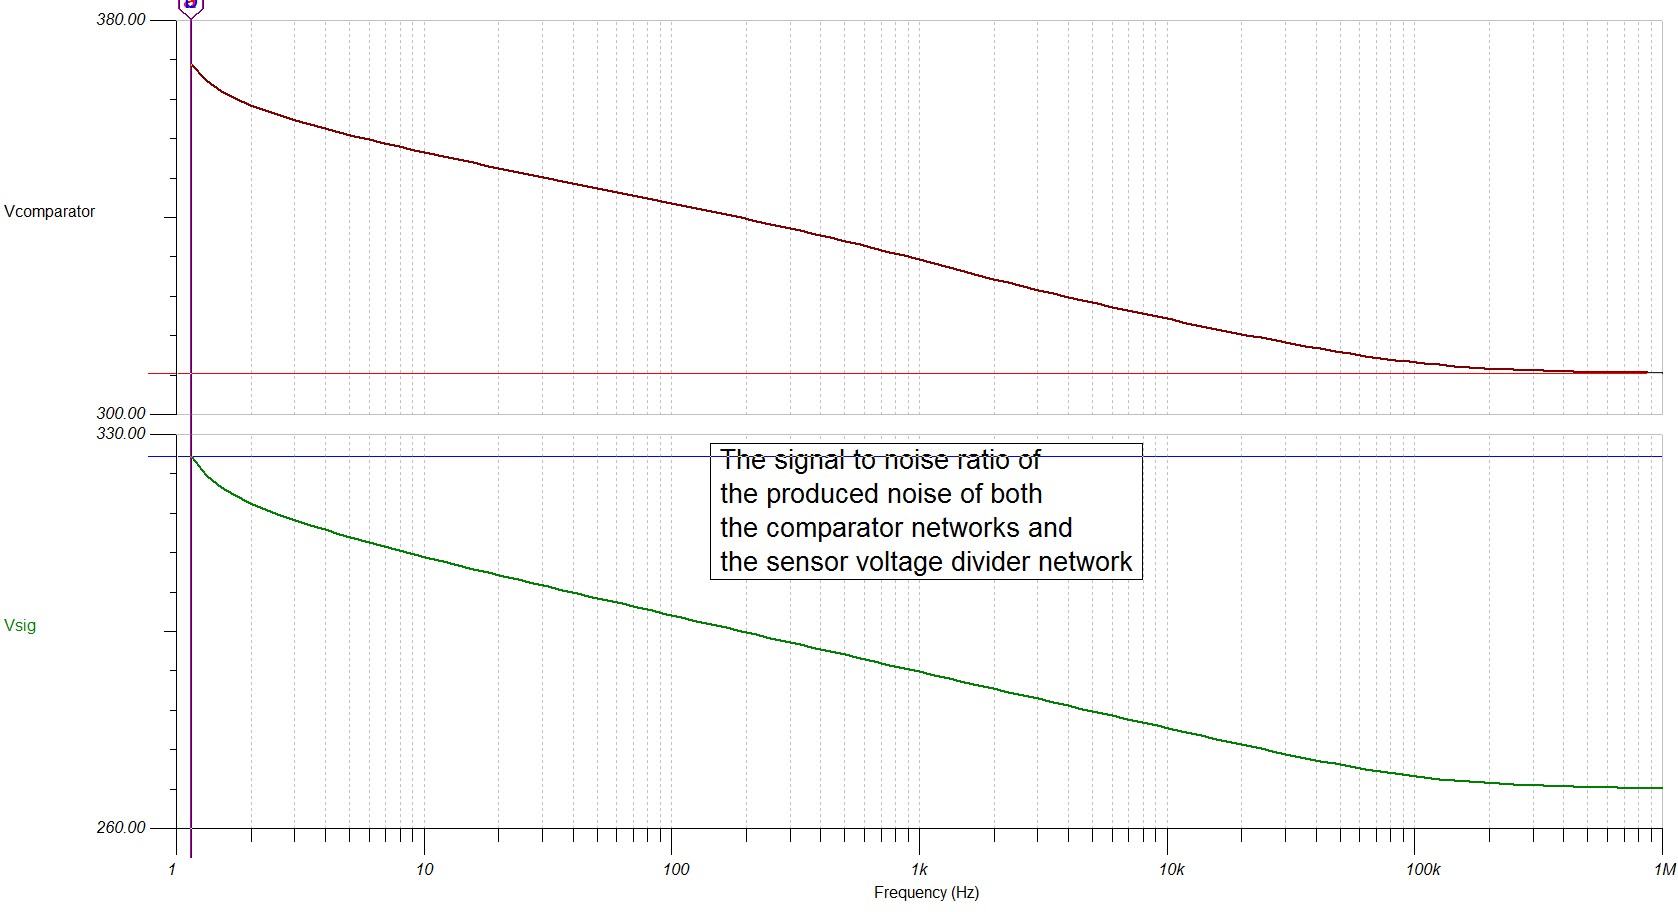 380.00
Vcomparator
300.00
330.00
The signal to noise ratio of
the produced noise of both
the comparator networks and
the sensor voltage divider network
Vsig
260.00
1 10 100 1k 10k 100k 1M
Frequency (Hz)